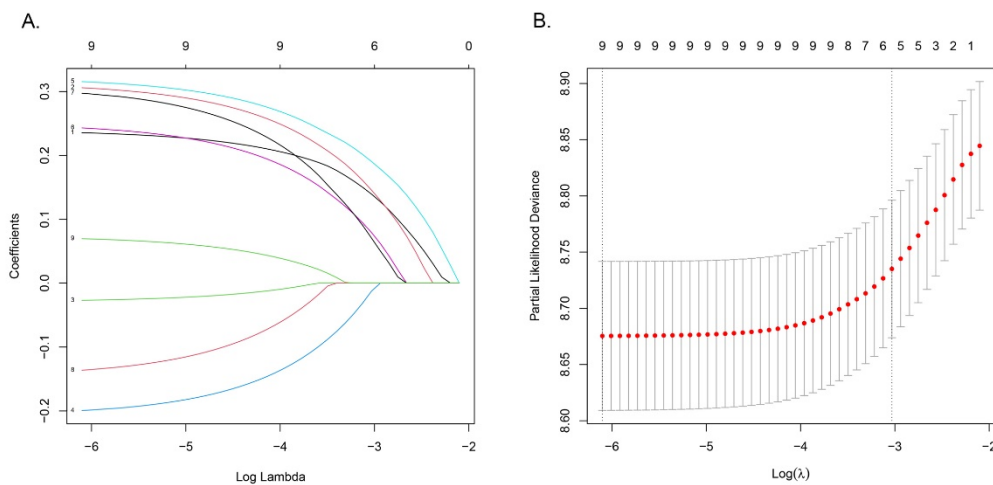 A.
9 9 9 6 0
0.3
0.2
0.1
0.0
−0.1
−0.2
Coefficients
5
2
7
1
9
3
8
4
−6 −5 −4 −3 −2
Log Lambda
B.
9 9 9 9 9 9 9 9 9 9 9 9 9 9 8 7 6 5 5 3 2 1
8.90
8.85
8.80
8.75
8.70
8.65
8.60
Partial Likelihood Deviance
−6 −5 −4 −3 −2
Log(λ)